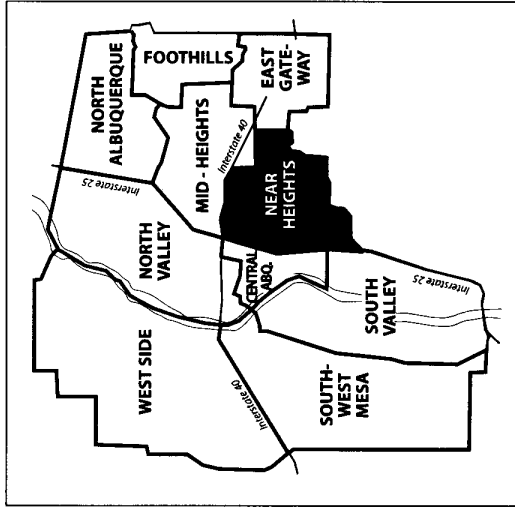 FOOTHILLS
NORTH
ALBUQUERQUE
EAST
GATE-
WAY
MID - HEIGHTS
Interstate 40
Interstate 25
NEAR
HEIGHTS
NORTH
VALLEY
CENTRAL
ABQ.
WEST SIDE
SOUTH
VALLEY
Interstate 25
Interstate 40
SOUTH-
WEST
MESA